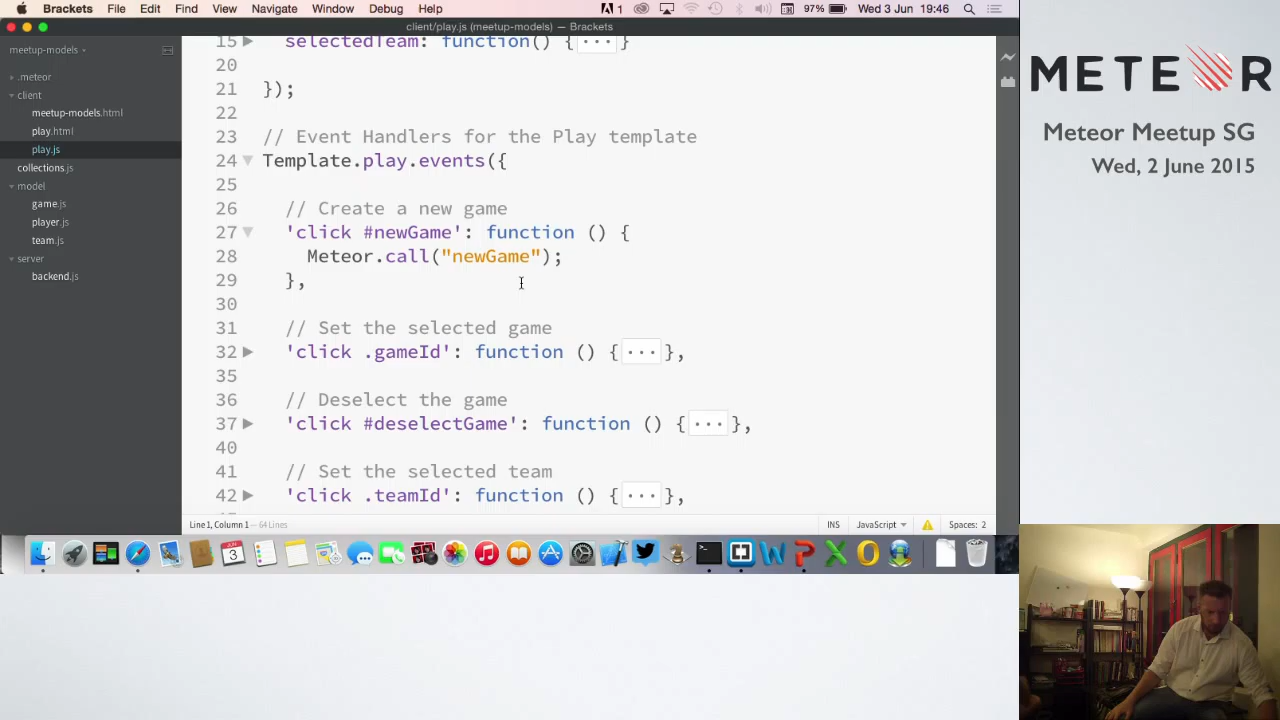 Brackets File Edit Find View Navigate Window Debug Help
1 97% Wed 3 Jun 19:46
client/play.js (meetup-models) — Brackets
meetup-models
.meteor
client
meetup-models.html
play.html
play.js
collections.js
model
game.js
player.js
team.js
server
backend.js
15 selectedTeam: function() {...}
20
21 });
22
23 // Event Handlers for the Play template
24 Template.play.events({
25
26 // Create a new game
27 'click #newGame': function () {
28 Meteor.call("newGame");
29 },
30
31 // Set the selected game
32 'click .gameId': function () {...},
35
36 // Deselect the game
37 'click #deselectGame': function () {...},
40
41 // Set the selected team
42 'click .teamId': function () {...},
Line 1, Column 1 — 64 Lines
INS JavaScript Spaces: 2
METEOR
Meteor Meetup SG
Wed, 2 June 2015